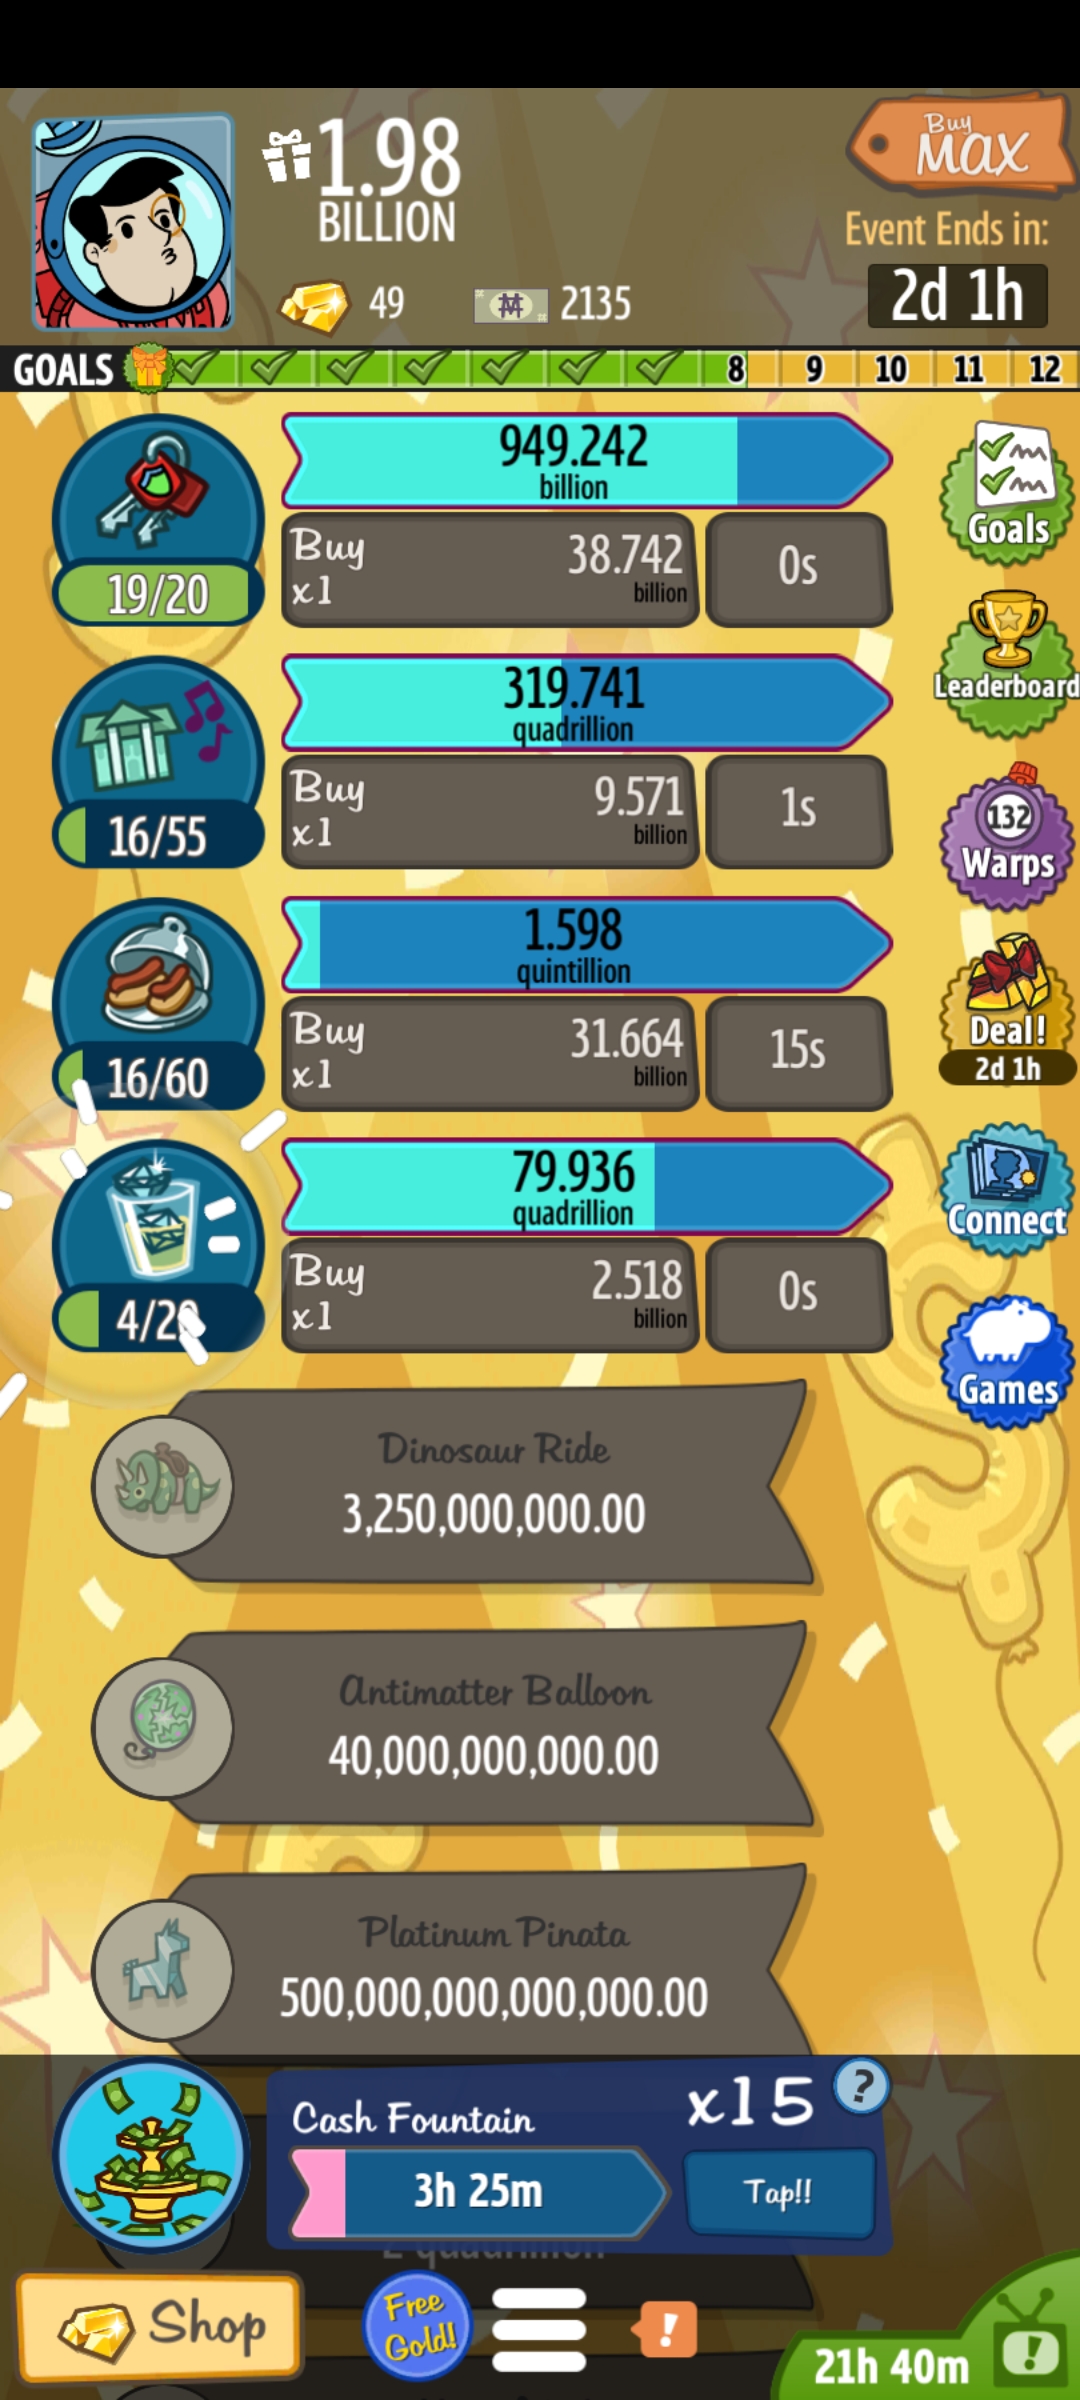 1.98
BILLION
Buy
MAX
Event Ends in:
2d 1h
49
2135
GOALS
8
9
10
11
12
949.242
billion
19/20
Buy
x1
38.742
billion
0s
Goals
319.741
quadrillion
16/55
Buy
x1
9.571
billion
1s
Leaderboard
132
Warps
1.598
quintillion
16/60
Buy
x1
31.664
billion
15s
Deal!
2d 1h
79.936
quadrillion
4/20
Buy
x1
2.518
billion
0s
Connect
Games
Dinosaur Ride
3,250,000,000.00
Antimatter Balloon
40,000,000,000.00
Platinum Pinata
500,000,000,000,000.00
Cash Fountain
x15
?
3h 25m
Tap!!
Shop
Free
Gold!
!
21h 40m
!